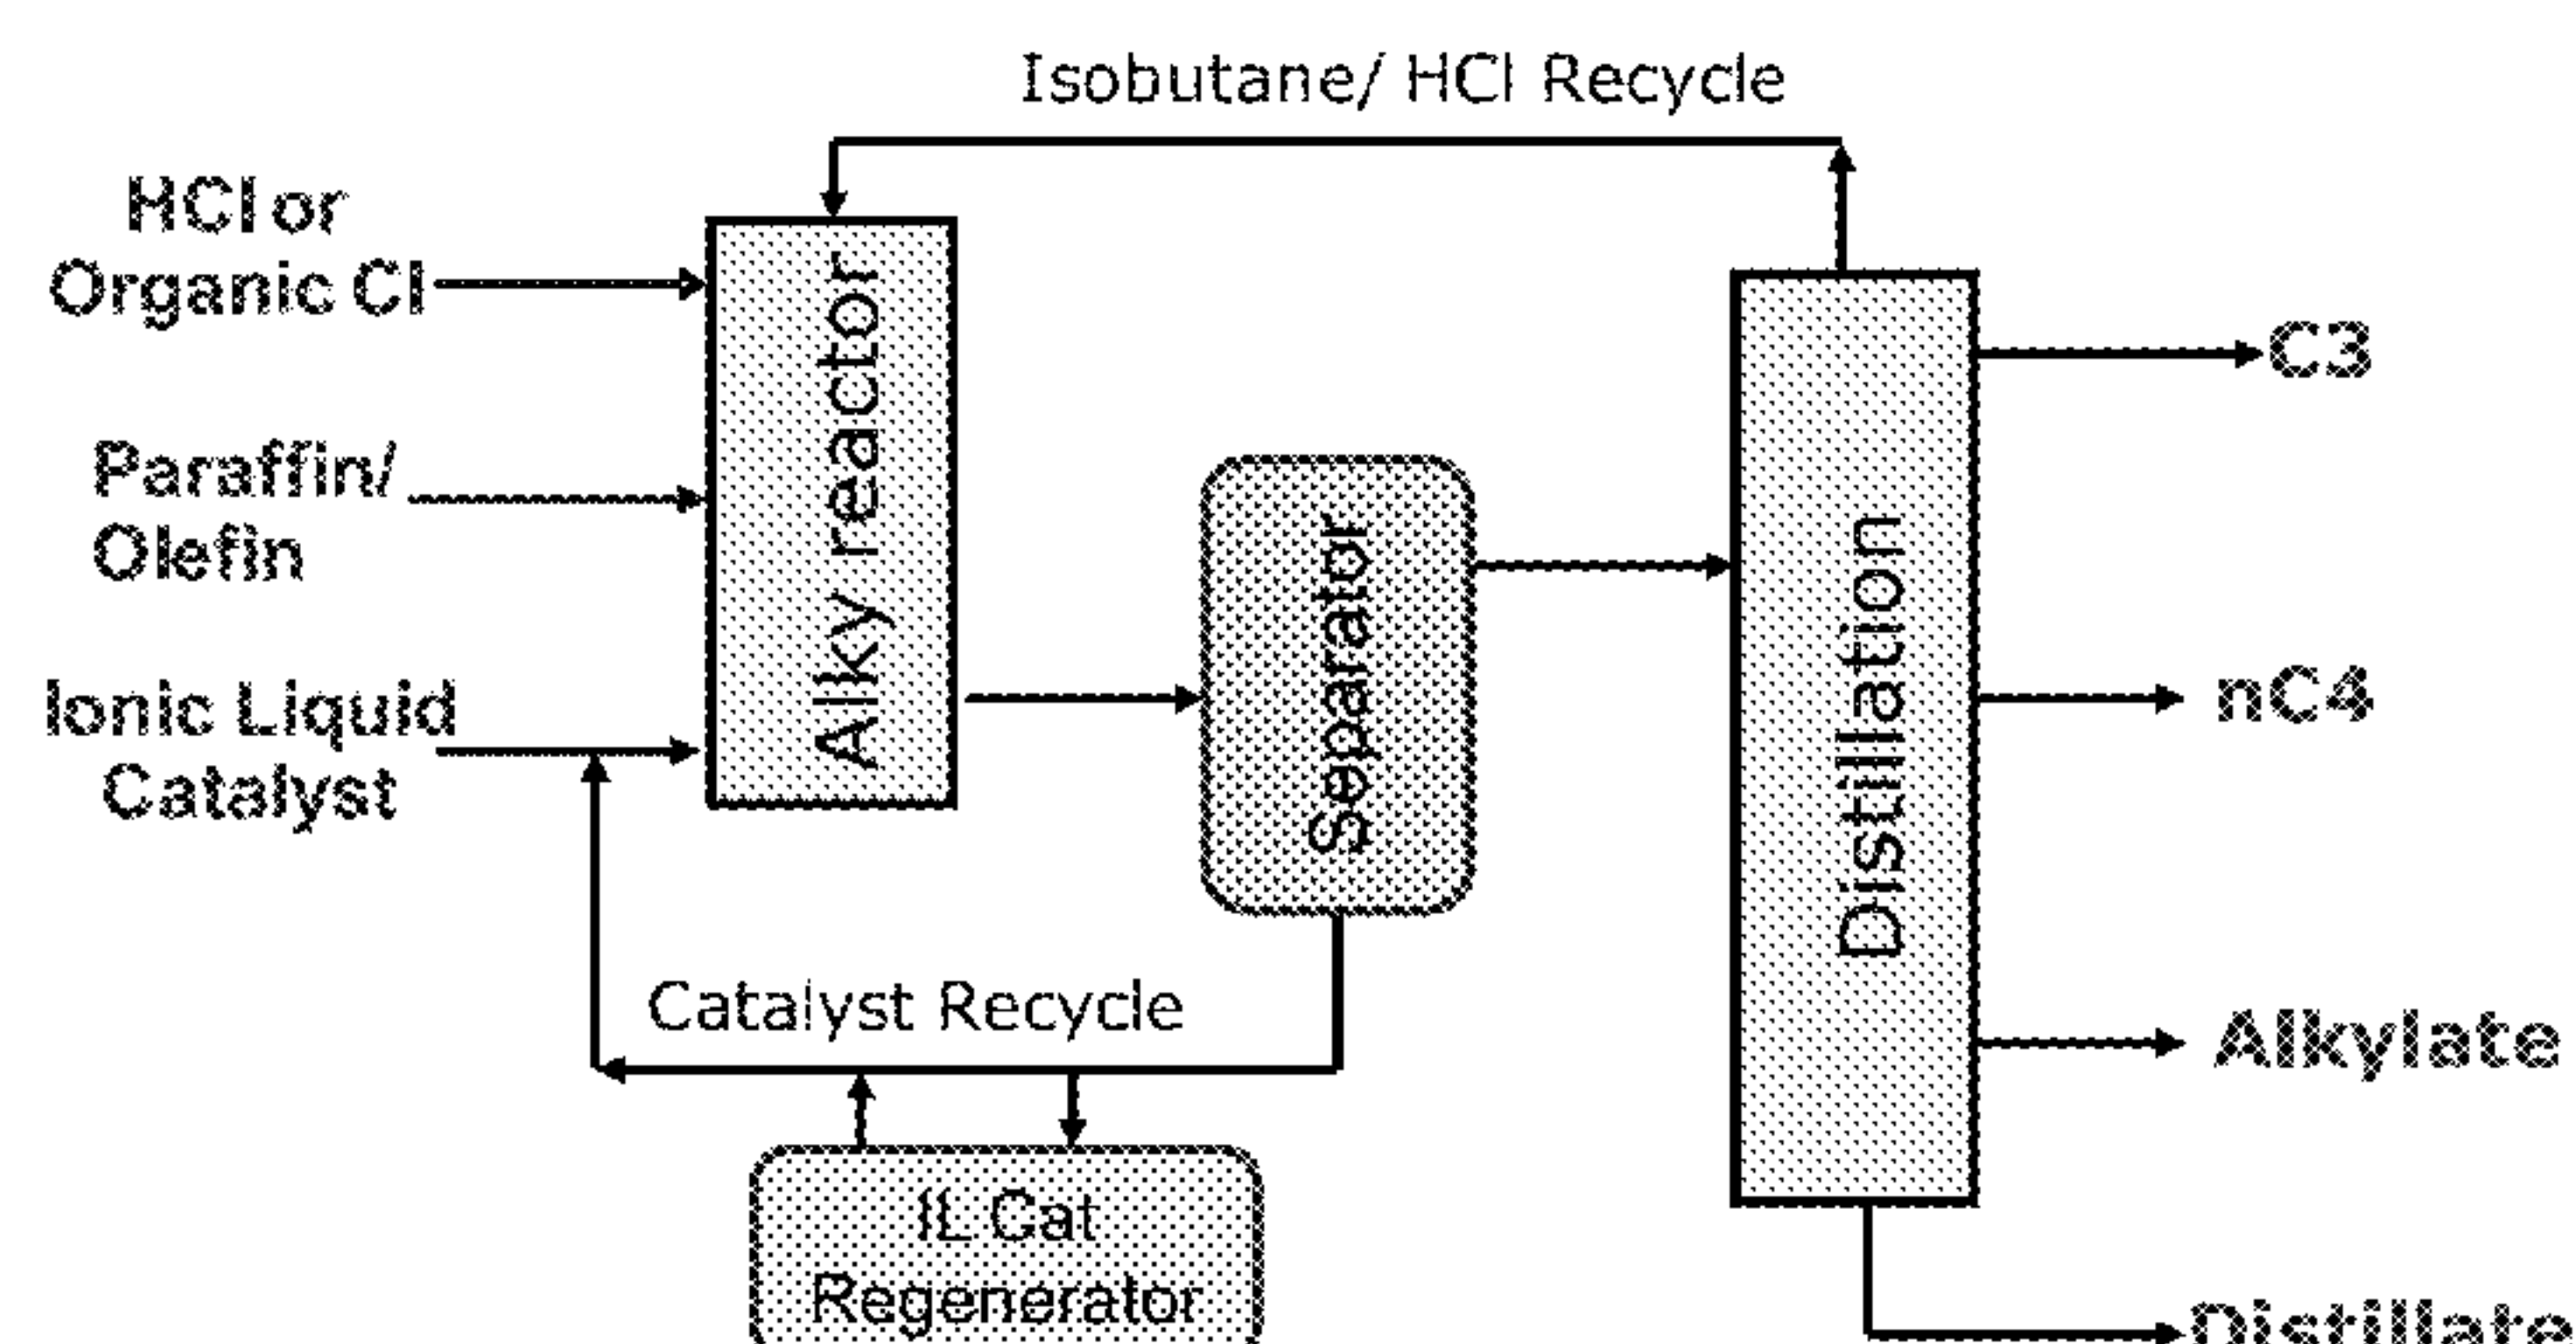 Isobutane/ HCl Recycle
HCl or
Organic Cl
Alky reactor
C3
Paraffin/
Olefin
Separator
Distillation
Ionic Liquid
Catalyst
nC4
Catalyst Recycle
Alkylate
IL Cat
Regenerator
Distillate